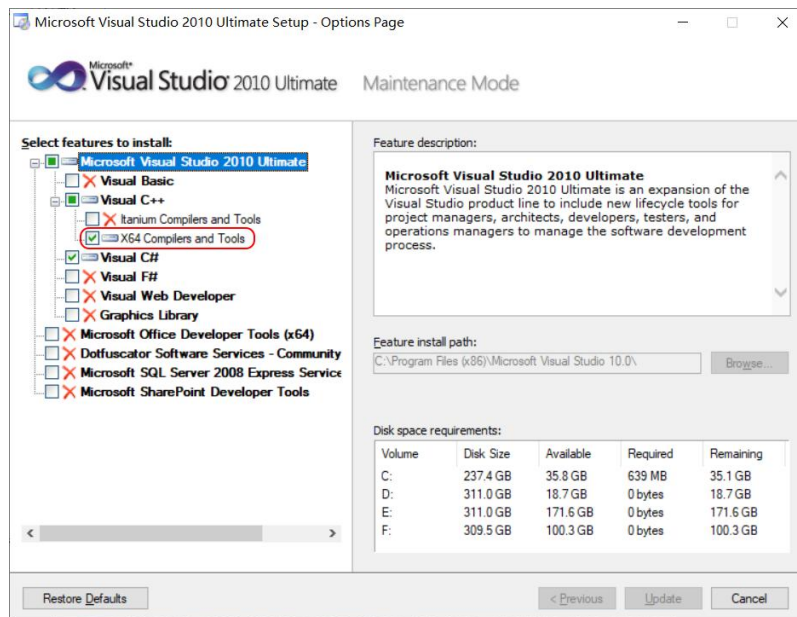 Microsoft Visual Studio 2010 Ultimate Setup - Options Page
Microsoft®
Visual Studio 2010 Ultimate Maintenance Mode
Select features to install:
Microsoft Visual Studio 2010 Ultimate
Visual Basic
Visual C++
Itanium Compilers and Tools
X64 Compilers and Tools
Visual C#
Visual F#
Visual Web Developer
Graphics Library
Microsoft Office Developer Tools (x64)
Dotfuscator Software Services - Community
Microsoft SQL Server 2008 Express Service
Microsoft SharePoint Developer Tools
Feature description:
Microsoft Visual Studio 2010 Ultimate
Microsoft Visual Studio 2010 Ultimate is an expansion of the
Visual Studio product line to include new lifecycle tools for
project managers, architects, developers, testers, and
operations managers to manage the software development
process.
Feature install path:
C:\Program Files (x86)\Microsoft Visual Studio 10.0\ Browse...
Disk space requirements:
Volume Disk Size Available Required Remaining
C: 237.4 GB 35.8 GB 639 MB 35.1 GB
D: 311.0 GB 18.7 GB 0 bytes 18.7 GB
E: 311.0 GB 171.6 GB 0 bytes 171.6 GB
F: 309.5 GB 100.3 GB 0 bytes 100.3 GB
Restore Defaults < Previous Update Cancel